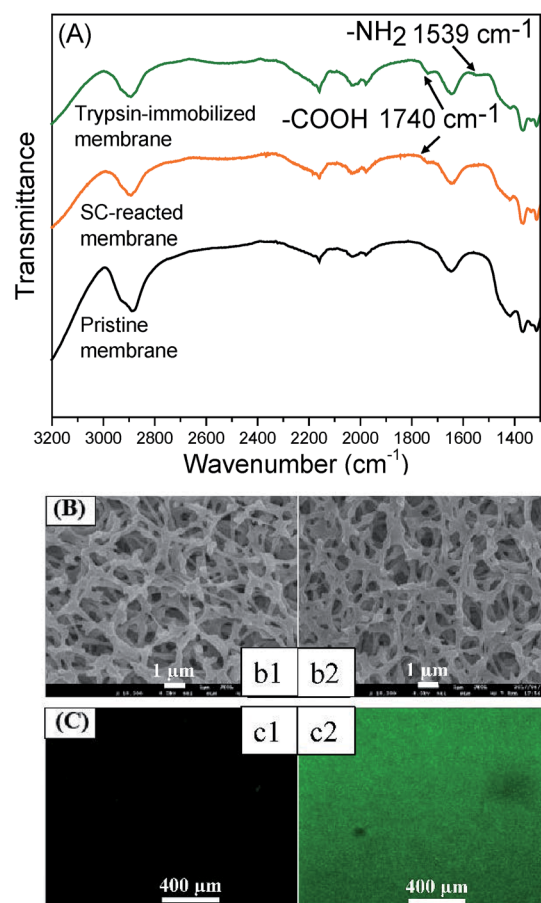 (A)
-NH2 1539 cm-1
Trypsin-immobilized
membrane
-COOH 1740 cm-1
SC-reacted
membrane
Pristine
membrane
Transmittance
3200 3000 2800 2600 2400 2200 2000 1800 1600 1400
Wavenumber (cm-1)
(B)
1 µm
1 µm
b1 b2
(C)
c1 c2
400 µm
400 µm